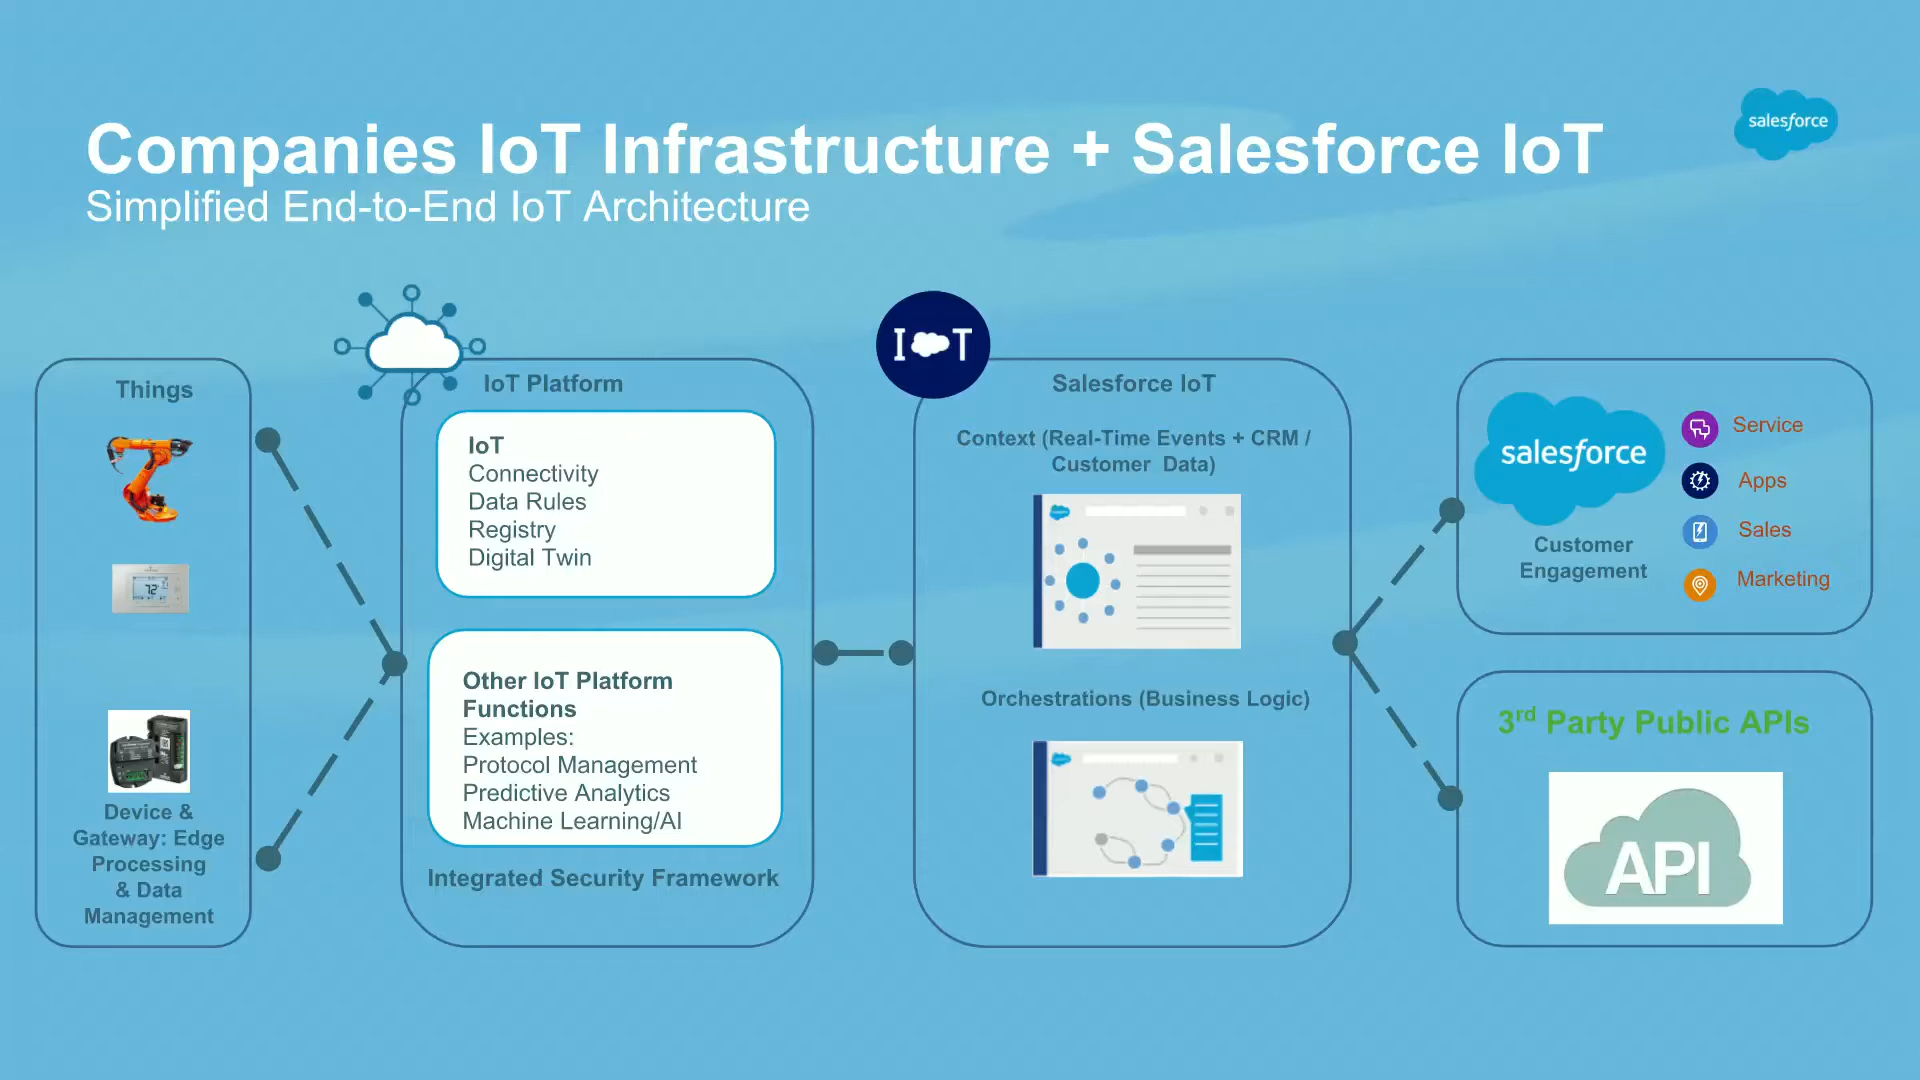 Companies IoT Infrastructure + Salesforce IoT
Simplified End-to-End IoT Architecture
salesforce
Things
72°
Device &
Gateway: Edge
Processing
& Data
Management
IoT Platform
IoT
Connectivity
Data Rules
Registry
Digital Twin
Other IoT Platform
Functions
Examples:
Protocol Management
Predictive Analytics
Machine Learning/AI
Integrated Security Framework
I T
Salesforce IoT
Context (Real-Time Events + CRM /
Customer Data)
Orchestrations (Business Logic)
salesforce
Customer
Engagement
Service
Apps
Sales
Marketing
3rd Party Public APIs
API